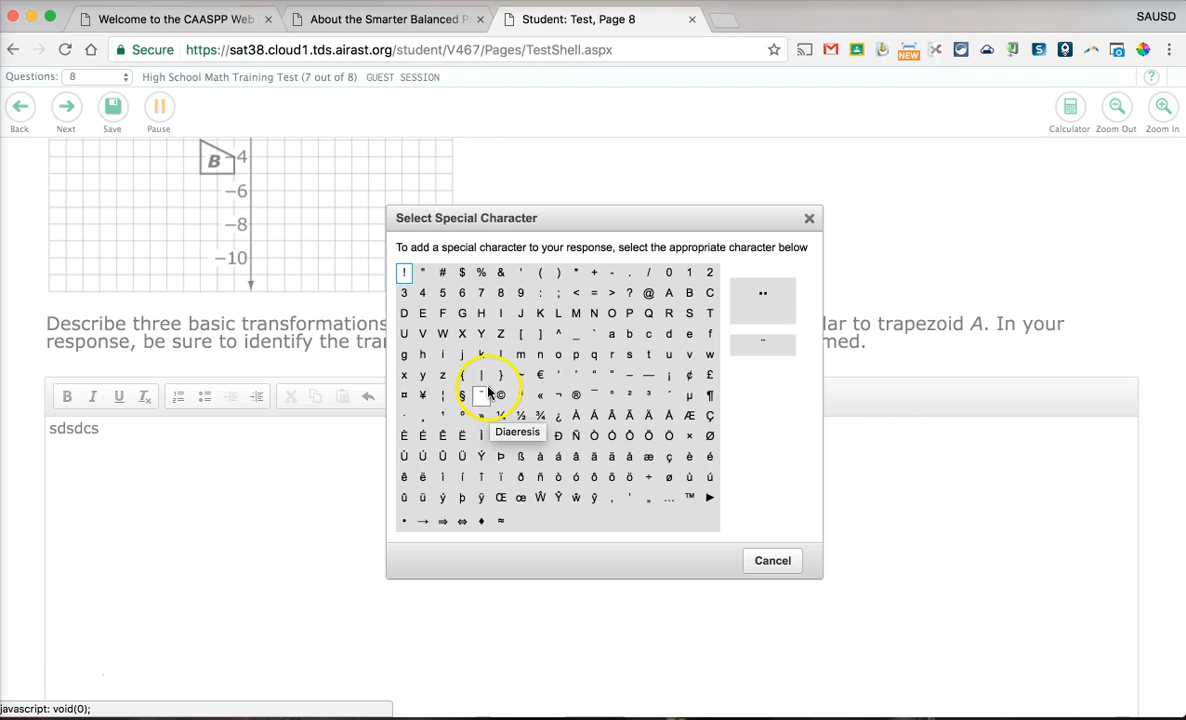 Welcome to the CAASPP Web
About the Smarter Balanced P
Student: Test, Page 8
SAUSD
Secure
https://sat38.cloud1.tds.airast.org/student/V467/Pages/TestShell.aspx
NEW
Questions: 8
High School Math Training Test (7 out of 8) GUEST SESSION
Back Next Save Pause
Calculator Zoom Out Zoom In
B
4
−6
−8
−10
Select Special Character
To add a special character to your response, select the appropriate character below
! " # $ % & ' ( ) * + - . / 0 1 2
3 4 5 6 7 8 9 : ; < = > ? @ A B C
D E F G H I J K L M N O P Q R S T
U V W X Y Z [ ] ^ _ ` a b c d e f
g h i j k l m n o p q r s t u v w
x y z { | } ~ € ‘ ’ “ ” – — ¡ ¢ £
¤ ¥ ¦ § ¨ © « ¬ ® ¯ ° ² ³ ´ µ ¶
· ¸ ¹ º » ¼ ½ ¾ ¿ À Á Â Ã Ä Å Æ Ç
È É Ê Ë Ì Ð Ñ Ò Ó Ô Õ Ö × Ø
Ù Ú Û Ü Ý Þ ß à á â ã ä å æ ç è é
ê ë ì í î ï ð ñ ò ó ô õ ö ÷ ø ù ú
û ü ý þ ÿ Œ œ Ŵ Ŷ ŵ ŷ ‚ ‛ „ … ™ ►
• → ⇒ ⇔ ♦ ≈
¨
¨
Diaeresis
Cancel
Describe three basic transformations
lar to trapezoid A. In your
response, be sure to identify the tra
med.
B I U Tx
sdsdcs
javascript: void(0);